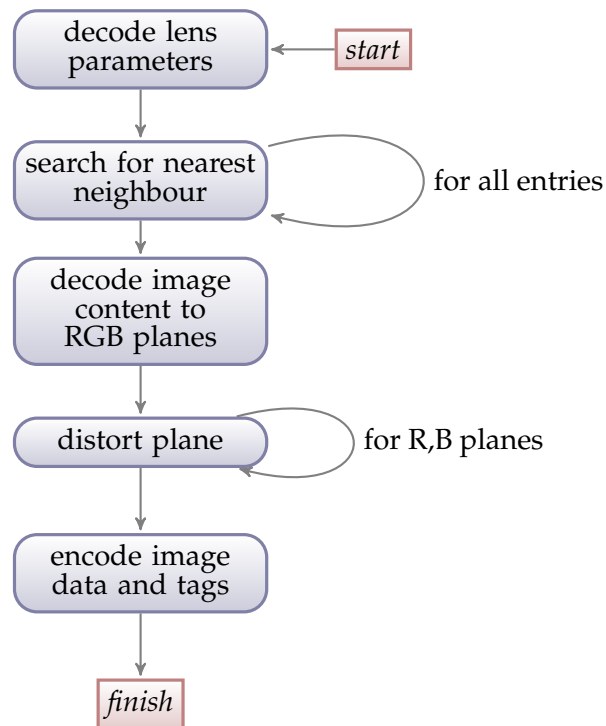 decode lens
parameters
start
search for nearest
neighbour
for all entries
decode image
content to
RGB planes
distort plane
for R,B planes
encode image
data and tags
finish